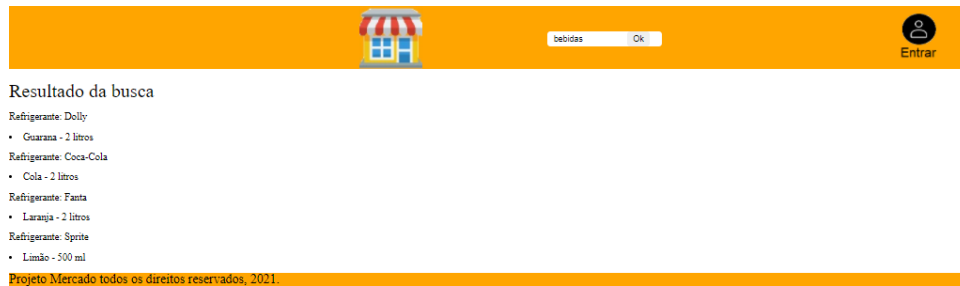 bebidas Ok
Entrar
Resultado da busca
Refrigerante: Dolly
• Guarana - 2 litros
Refrigerante: Coca-Cola
• Cola - 2 litros
Refrigerante: Fanta
• Laranja - 2 litros
Refrigerante: Sprite
• Limão - 500 ml
Projeto Mercado todos os direitos reservados, 2021.